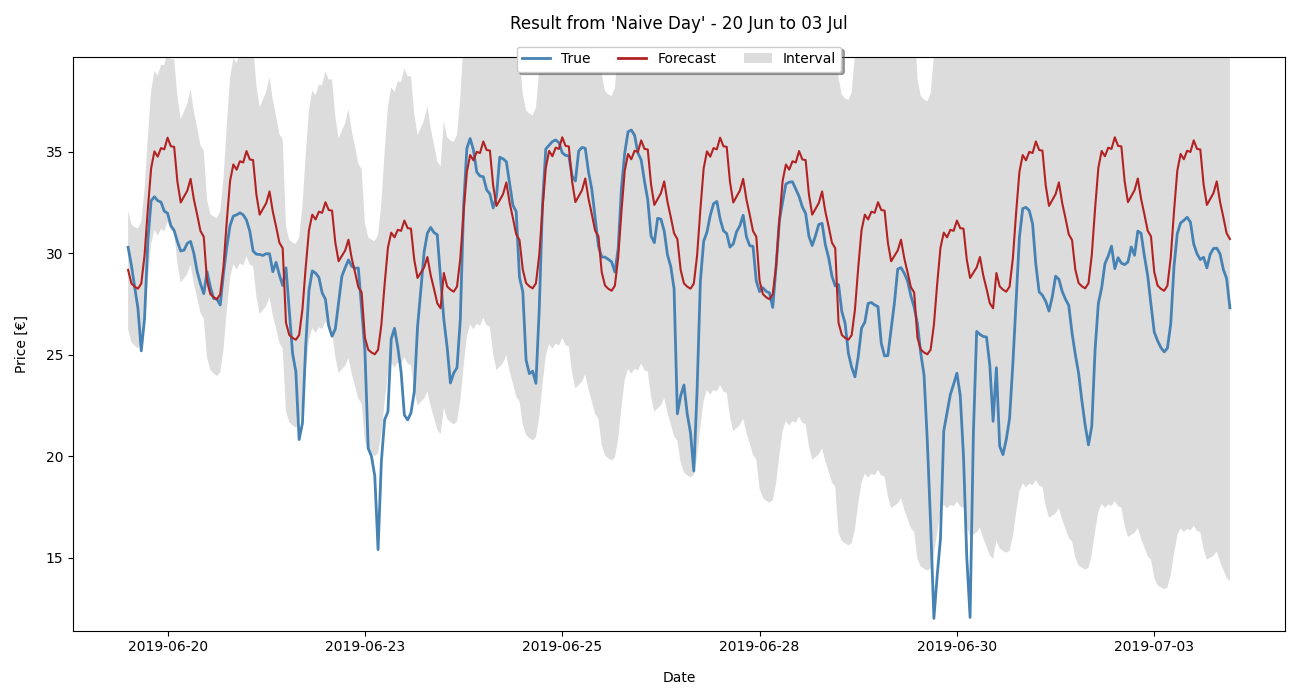 Result from 'Naive Day' - 20 Jun to 03 Jul
True Forecast Interval
35
30
25
20
15
Price [€]
2019-06-20 2019-06-23 2019-06-25 2019-06-28 2019-06-30 2019-07-03
Date